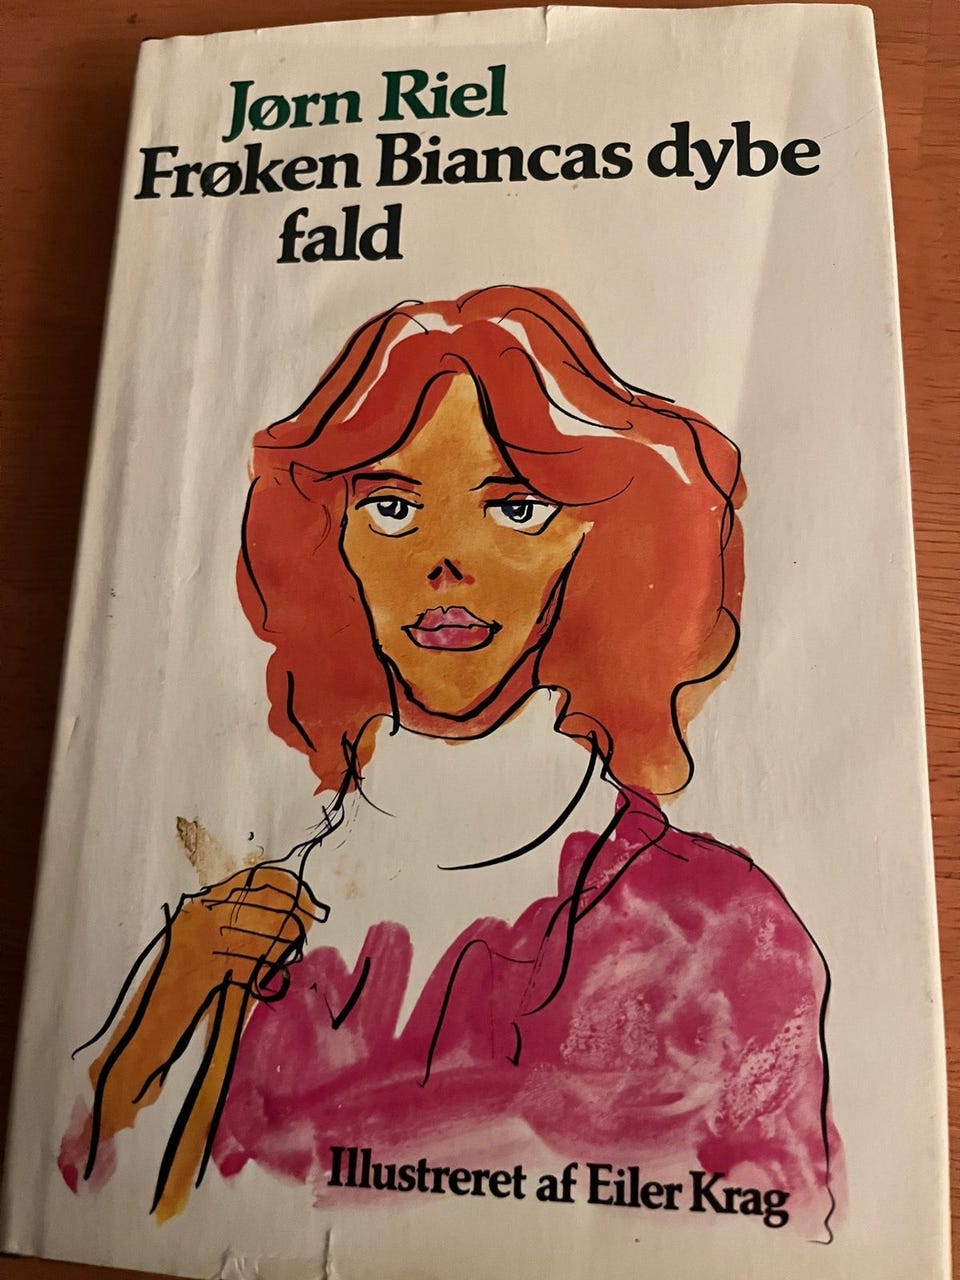 Jørn Riel
Frøken Biancas dybe
fald
Illustreret af Eiler Krag